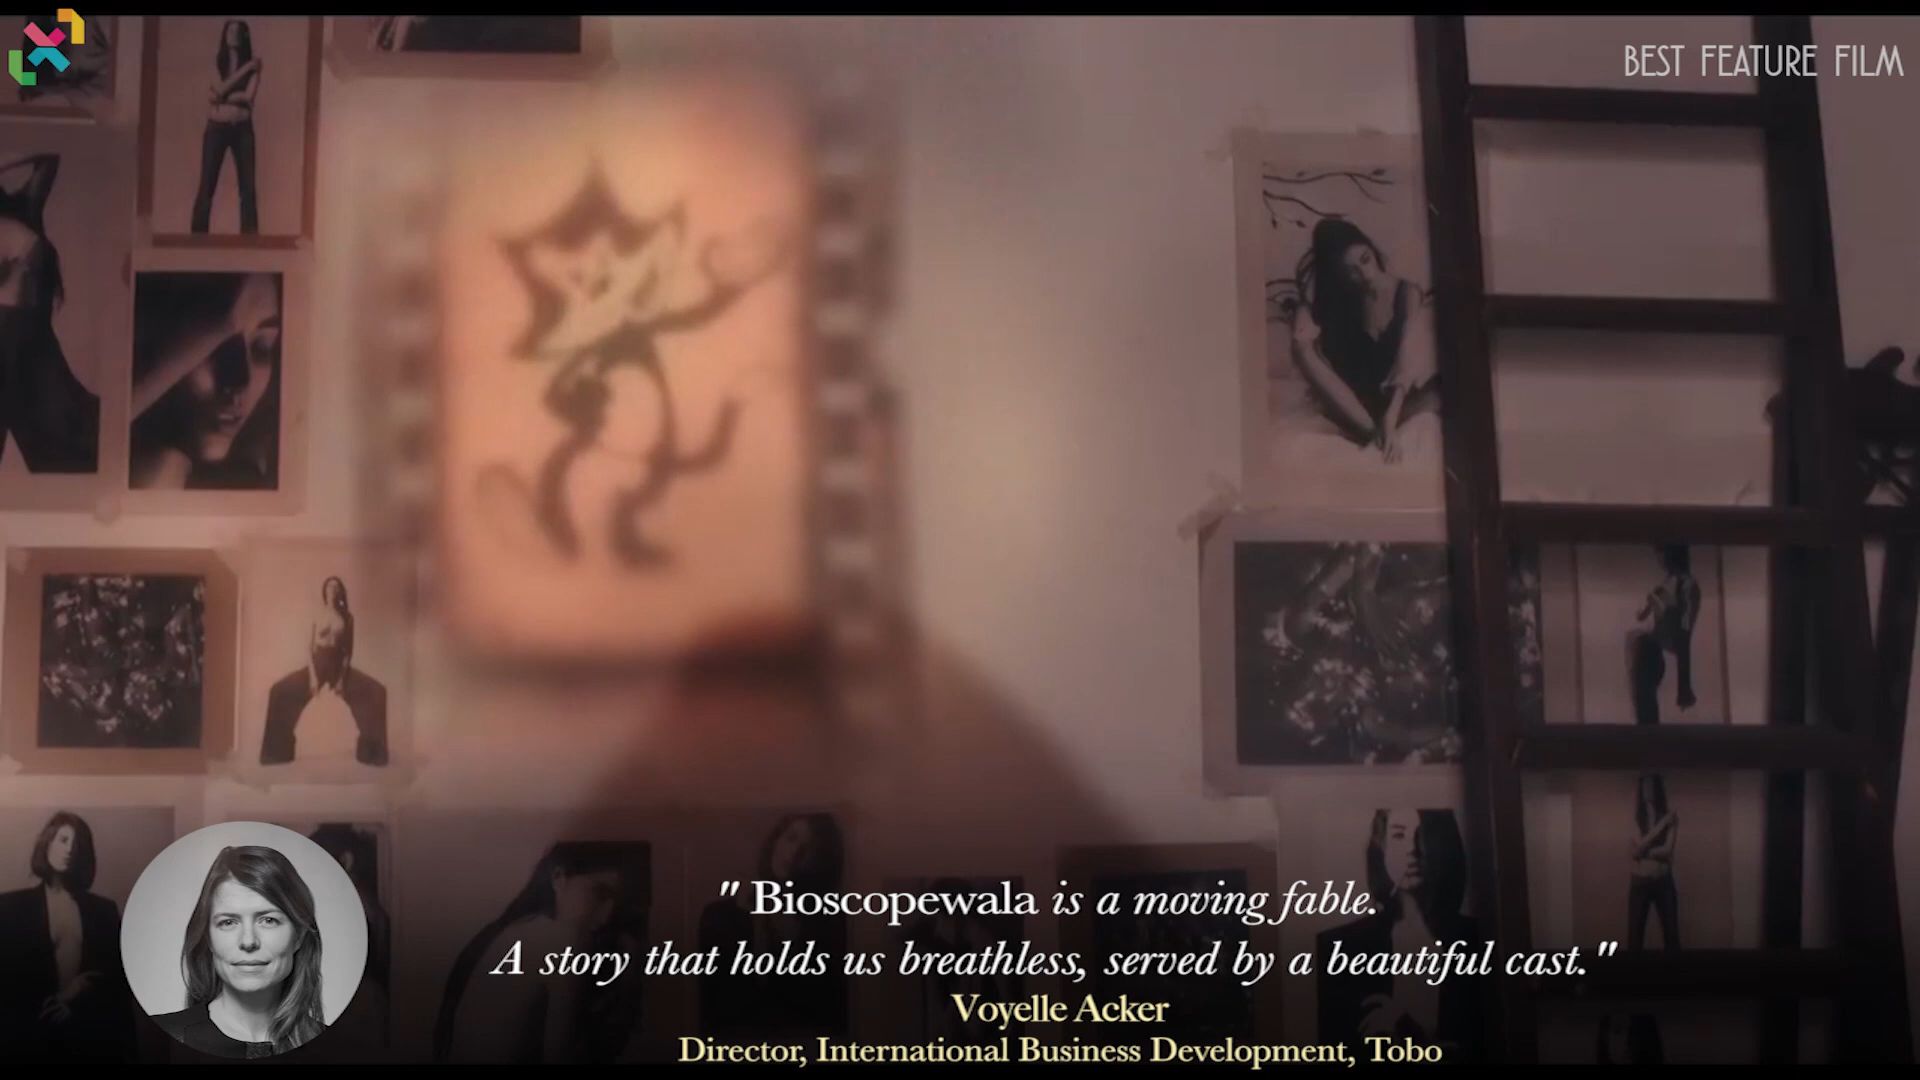 BEST FEATURE FILM
" Bioscopewala is a moving fable.
A story that holds us breathless, served by a beautiful cast."
Voyelle Acker
Director, International Business Development, Tobo